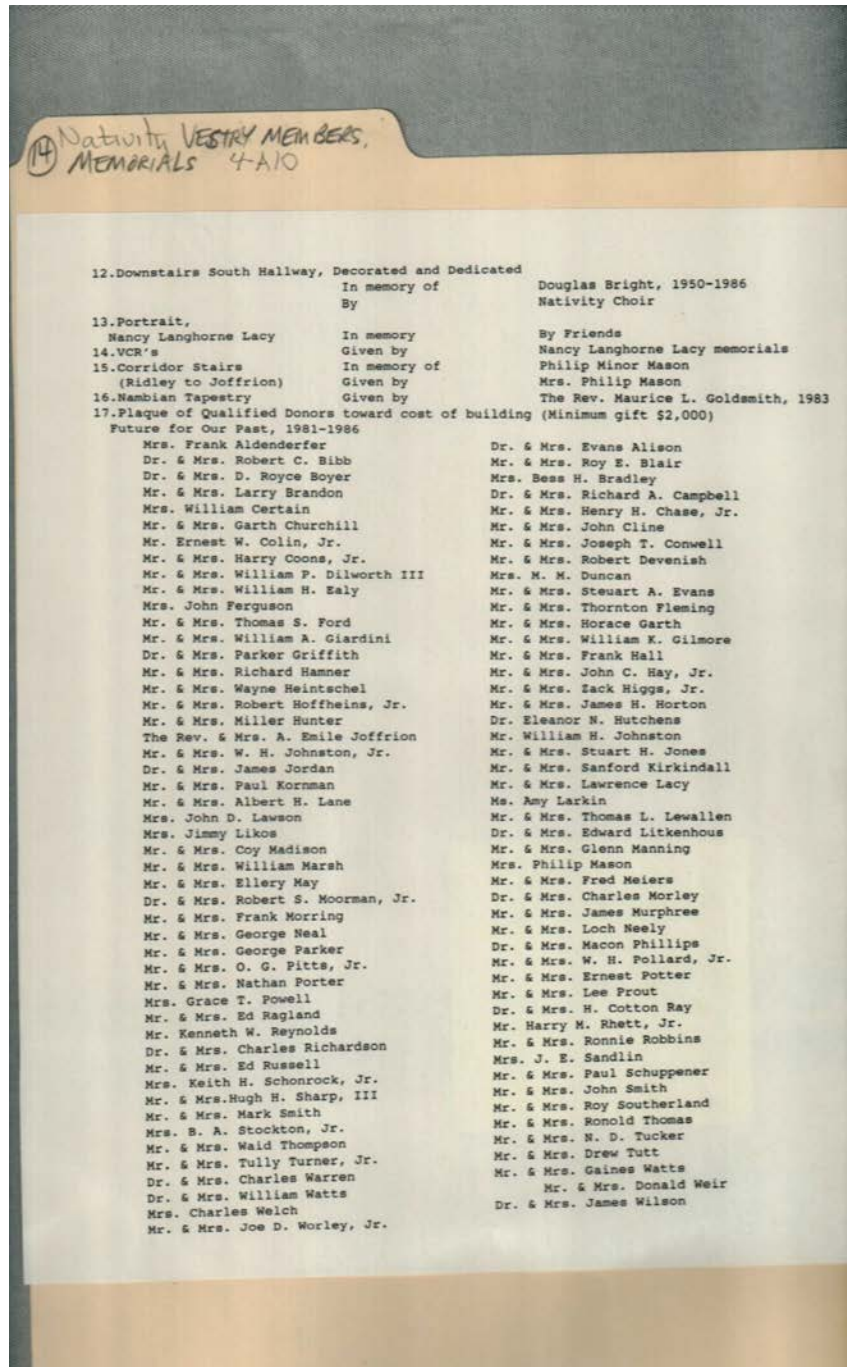 (14) Nativity VESTRY MEMBERS,
MEMORIALS 4-A10
12.Downstairs South Hallway, Decorated and Dedicated
In memory of Douglas Bright, 1950-1986
By Nativity Choir
13.Portrait,
Nancy Langhorne Lacy In memory By Friends
14.VCR's Given by Nancy Langhorne Lacy memorials
15.Corridor Stairs In memory of Philip Minor Mason
(Ridley to Joffrion) Given by Mrs. Philip Mason
16.Nambian Tapestry Given by The Rev. Maurice L. Goldsmith, 1983
17.Plaque of Qualified Donors toward cost of building (Minimum gift $2,000)
Future for Our Past, 1981-1986
Mrs. Frank Aldenderfer
Dr. & Mrs. Robert C. Bibb
Dr. & Mrs. D. Royce Boyer
Mr. & Mrs. Larry Brandon
Mrs. William Certain
Mr. & Mrs. Garth Churchill
Mr. Ernest W. Colin, Jr.
Mr. & Mrs. Harry Coons, Jr.
Mr. & Mrs. William P. Dilworth III
Mr. & Mrs. William H. Ealy
Mrs. John Ferguson
Mr. & Mrs. Thomas S. Ford
Mr. & Mrs. William A. Giardini
Dr. & Mrs. Parker Griffith
Mr. & Mrs. Richard Hamner
Mr. & Mrs. Wayne Heintschel
Mr. & Mrs. Robert Hoffheins, Jr.
Mr. & Mrs. Miller Hunter
The Rev. & Mrs. A. Emile Joffrion
Mr. & Mrs. W. H. Johnston, Jr.
Dr. & Mrs. James Jordan
Mr. & Mrs. Paul Kornman
Mr. & Mrs. Albert H. Lane
Mrs. John D. Lawson
Mrs. Jimmy Likos
Mr. & Mrs. Coy Madison
Mr. & Mrs. William Marsh
Mr. & Mrs. Ellery May
Dr. & Mrs. Robert S. Moorman, Jr.
Mr. & Mrs. Frank Morring
Mr. & Mrs. George Neal
Mr. & Mrs. George Parker
Mr. & Mrs. O. G. Pitts, Jr.
Mr. & Mrs. Nathan Porter
Mrs. Grace T. Powell
Mr. & Mrs. Ed Ragland
Mr. Kenneth W. Reynolds
Dr. & Mrs. Charles Richardson
Mr. & Mrs. Ed Russell
Mrs. Keith H. Schonrock, Jr.
Mr. & Mrs.Hugh H. Sharp, III
Mr. & Mrs. Mark Smith
Mrs. B. A. Stockton, Jr.
Mr. & Mrs. Waid Thompson
Mr. & Mrs. Tully Turner, Jr.
Dr. & Mrs. Charles Warren
Dr. & Mrs. William Watts
Mrs. Charles Welch
Mr. & Mrs. Joe D. Worley, Jr.
Dr. & Mrs. Evans Alison
Mr. & Mrs. Roy E. Blair
Mrs. Bess H. Bradley
Dr. & Mrs. Richard A. Campbell
Mr. & Mrs. Henry H. Chase, Jr.
Mr. & Mrs. John Cline
Mr. & Mrs. Joseph T. Conwell
Mr. & Mrs. Robert Devenish
Mrs. M. M. Duncan
Mr. & Mrs. Steuart A. Evans
Mr. & Mrs. Thornton Fleming
Mr. & Mrs. Horace Garth
Mr. & Mrs. William K. Gilmore
Mr. & Mrs. Frank Hall
Mr. & Mrs. John C. Hay, Jr.
Mr. & Mrs. Zack Higgs, Jr.
Mr. & Mrs. James H. Horton
Dr. Eleanor N. Hutchens
Mr. William H. Johnston
Mr. & Mrs. Stuart H. Jones
Mr. & Mrs. Sanford Kirkindall
Mr. & Mrs. Lawrence Lacy
Ms. Amy Larkin
Mr. & Mrs. Thomas L. Lewallen
Dr. & Mrs. Edward Litkenhous
Mr. & Mrs. Glenn Manning
Mrs. Philip Mason
Mr. & Mrs. Fred Meiers
Dr. & Mrs. Charles Morley
Mr. & Mrs. James Murphree
Mr. & Mrs. Loch Neely
Dr. & Mrs. Macon Phillips
Mr. & Mrs. W. H. Pollard, Jr.
Mr. & Mrs. Ernest Potter
Mr. & Mrs. Lee Prout
Dr. & Mrs. H. Cotton Ray
Mr. Harry M. Rhett, Jr.
Mr. & Mrs. Ronnie Robbins
Mrs. J. E. Sandlin
Mr. & Mrs. Paul Schuppener
Mr. & Mrs. John Smith
Mr. & Mrs. Roy Southerland
Mr. & Mrs. Ronold Thomas
Mr. & Mrs. N. D. Tucker
Mr. & Mrs. Drew Tutt
Mr. & Mrs. Gaines Watts
Mr. & Mrs. Donald Weir
Dr. & Mrs. James Wilson